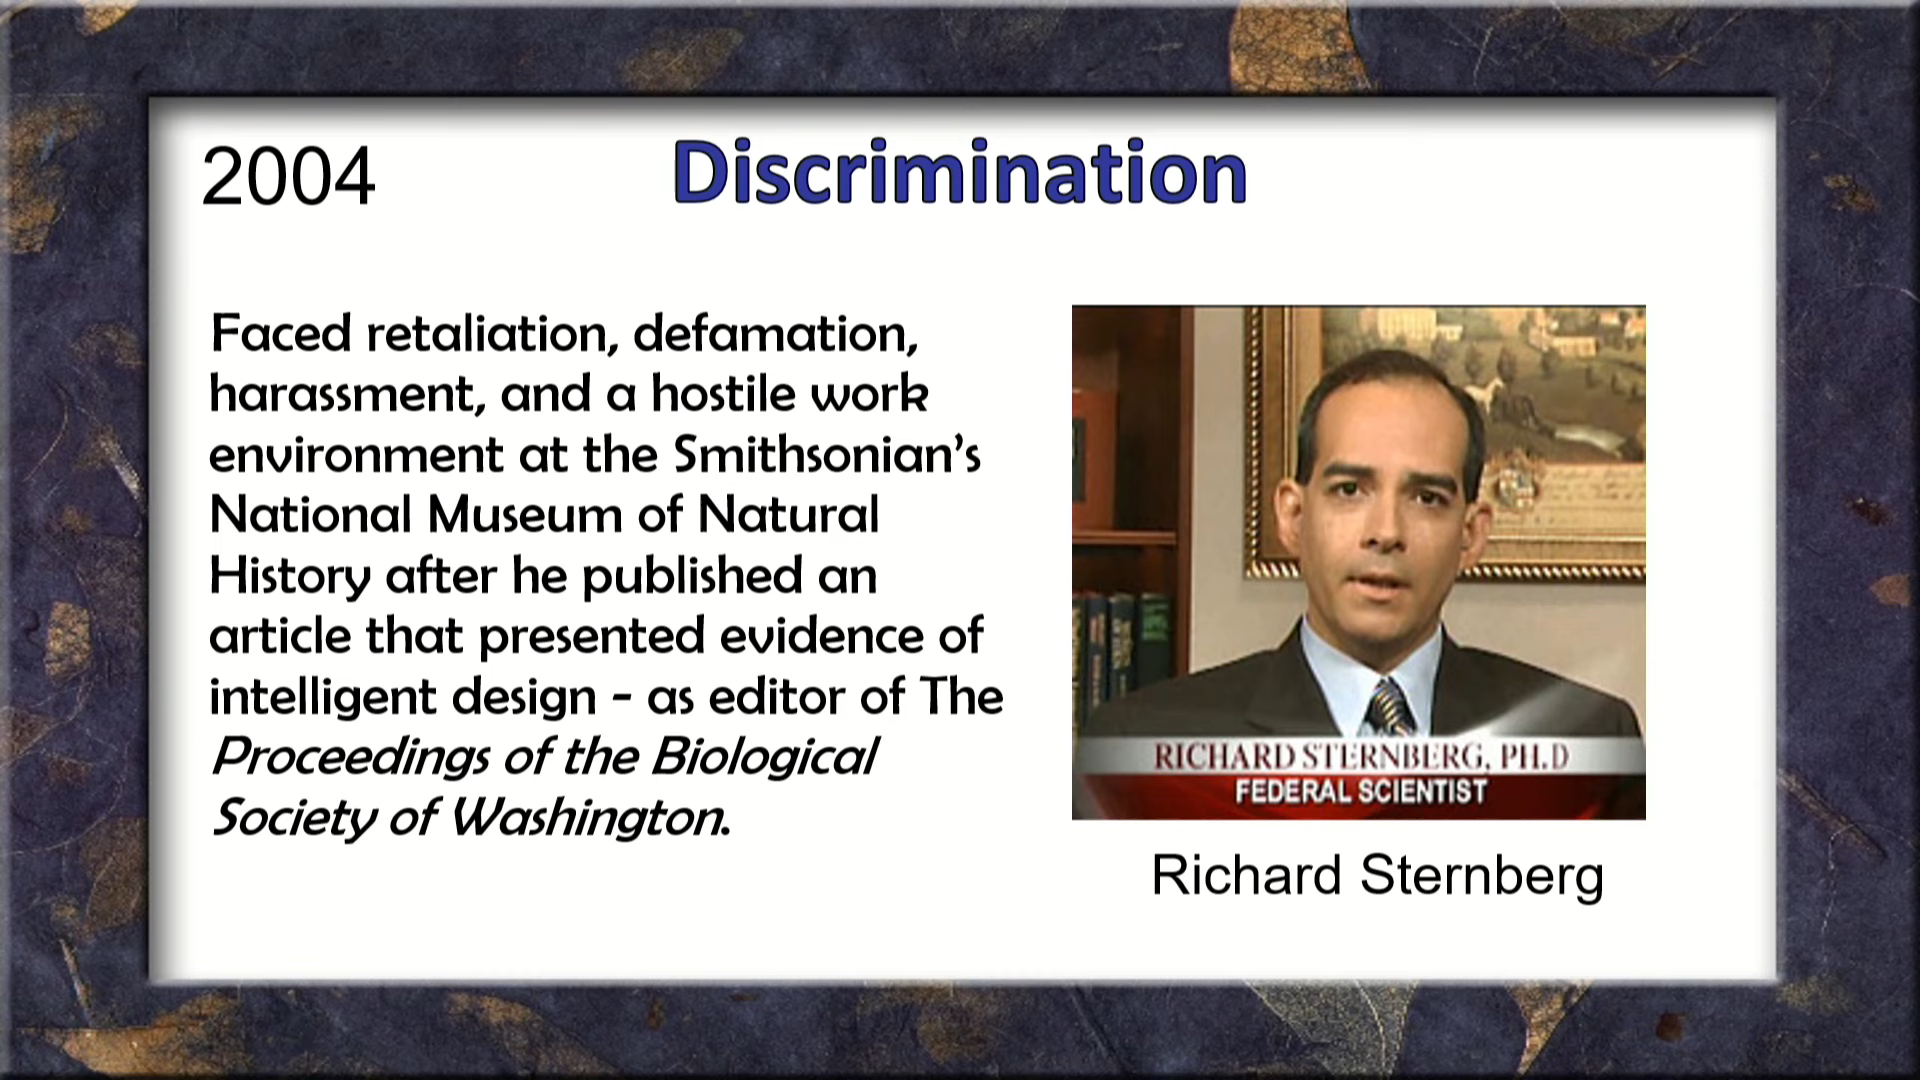 2004
Discrimination
Faced retaliation, defamation,
harassment, and a hostile work
environment at the Smithsonian's
National Museum of Natural
History after he published an
article that presented evidence of
intelligent design - as editor of The
Proceedings of the Biological
Society of Washington.
RICHARD STERNBERG, PH.D
FEDERAL SCIENTIST
Richard Sternberg